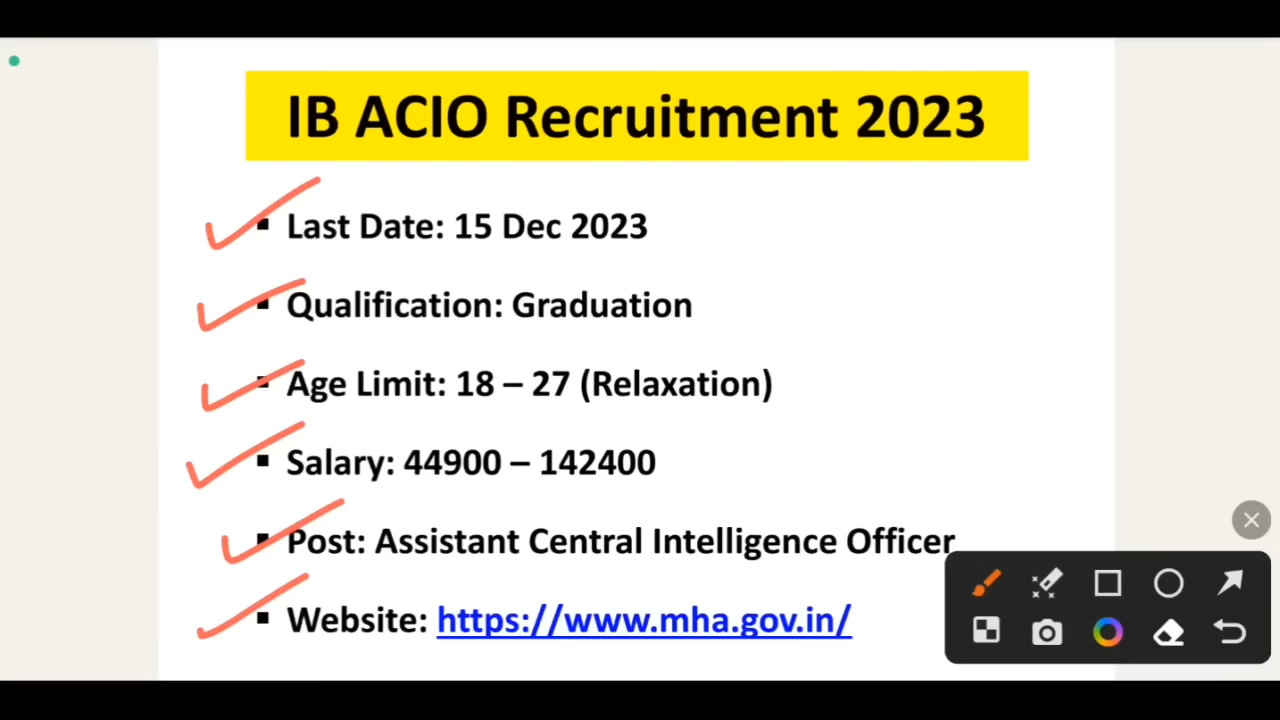 IB ACIO Recruitment 2023
▪ Last Date: 15 Dec 2023
▪ Qualification: Graduation
▪ Age Limit: 18 – 27 (Relaxation)
▪ Salary: 44900 – 142400
▪ Post: Assistant Central Intelligence Officer
▪ Website: https://www.mha.gov.in/